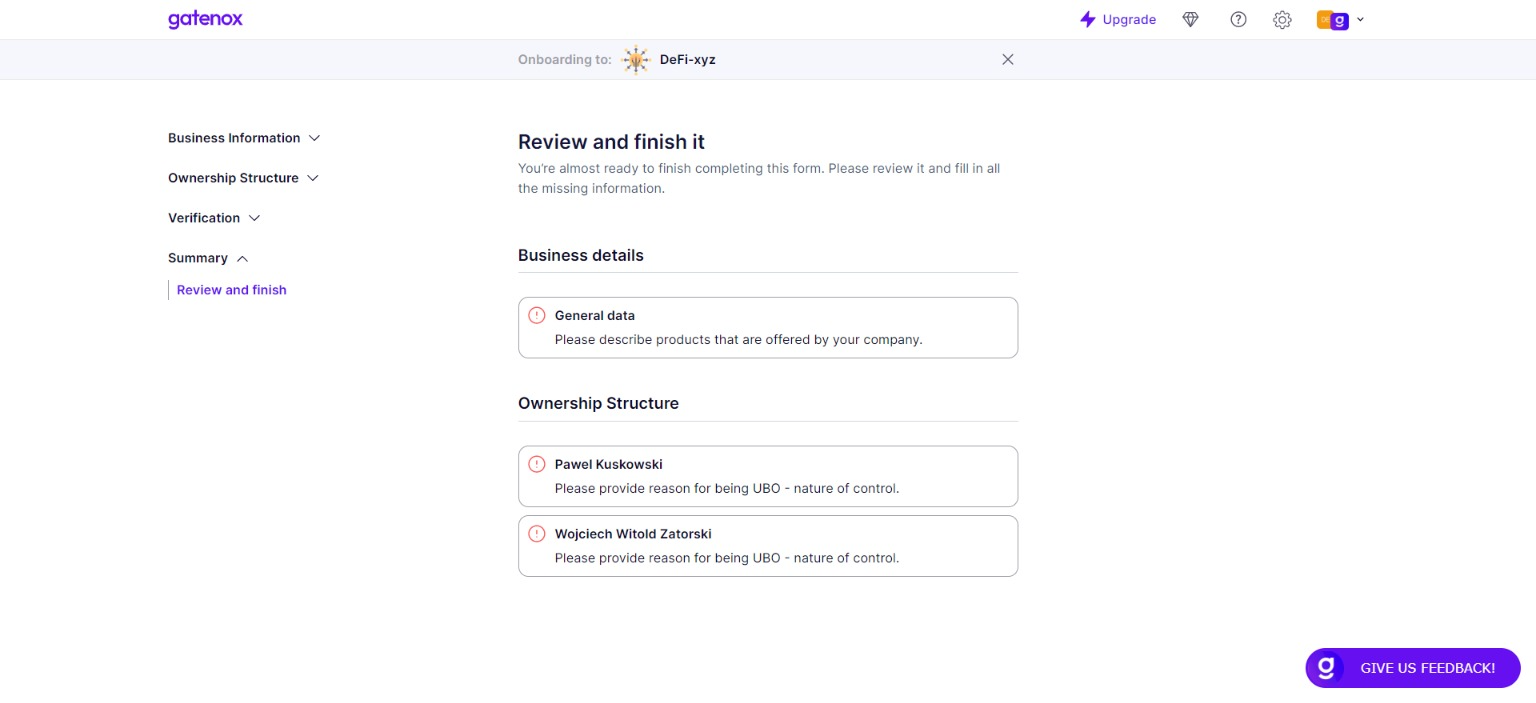 gatenox
Upgrade
Onboarding to:
DeFi-xyz
Business Information
Ownership Structure
Verification
Summary
Review and finish
Review and finish it
You're almost ready to finish completing this form. Please review it and fill in all
the missing information.
Business details
General data
Please describe products that are offered by your company.
Ownership Structure
Pawel Kuskowski
Please provide reason for being UBO - nature of control.
Wojciech Witold Zatorski
Please provide reason for being UBO - nature of control.
g GIVE US FEEDBACK!